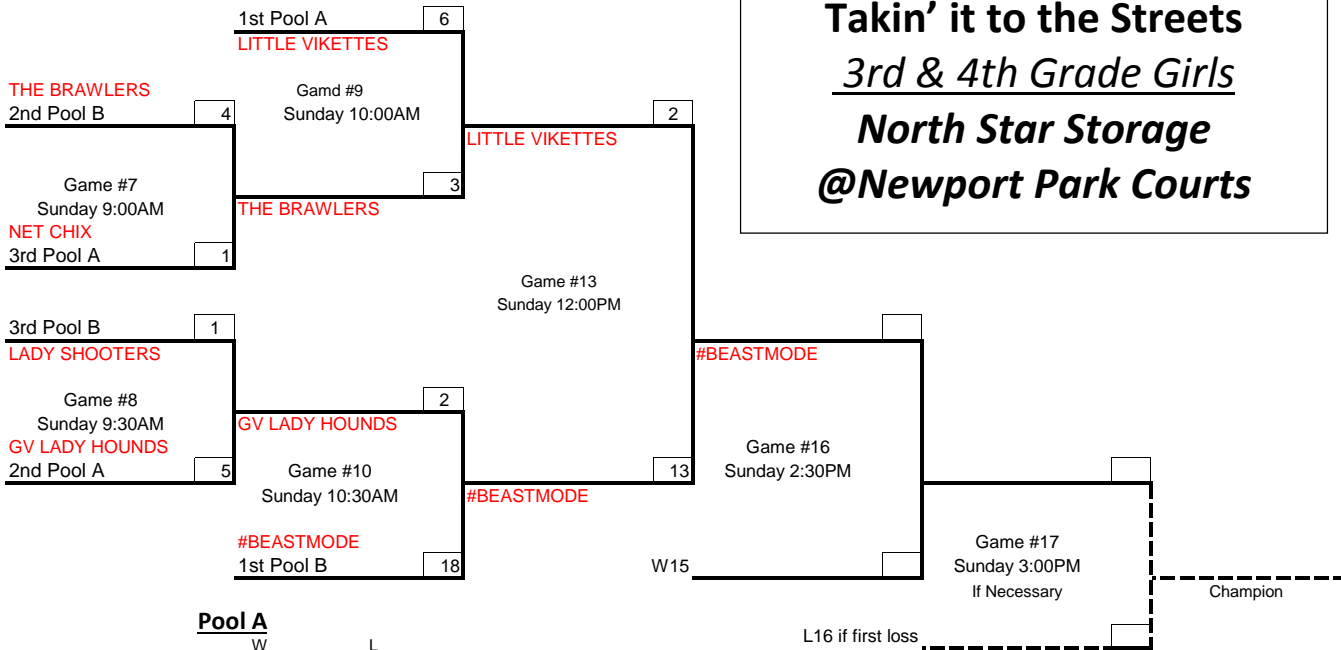 Takin’ it to the Streets
3rd & 4th Grade Girls
North Star Storage
@Newport Park Courts
1st Pool A 6
LITTLE VIKETTES
Gamd #9
Sunday 10:00AM
THE BRAWLERS
2nd Pool B 4
2
LITTLE VIKETTES
Game #7
Sunday 9:00AM
3
THE BRAWLERS
NET CHIX
3rd Pool A 1
Game #13
Sunday 12:00PM
3rd Pool B 1
LADY SHOOTERS
#BEASTMODE
Game #8
Sunday 9:30AM
2
GV LADY HOUNDS
GV LADY HOUNDS
2nd Pool A 5
Game #10
Sunday 10:30AM
13
#BEASTMODE
Game #16
Sunday 2:30PM
#BEASTMODE
1st Pool B 18
W15
Game #17
Sunday 3:00PM
If Necessary
Champion
Pool A
W L
L16 if first loss